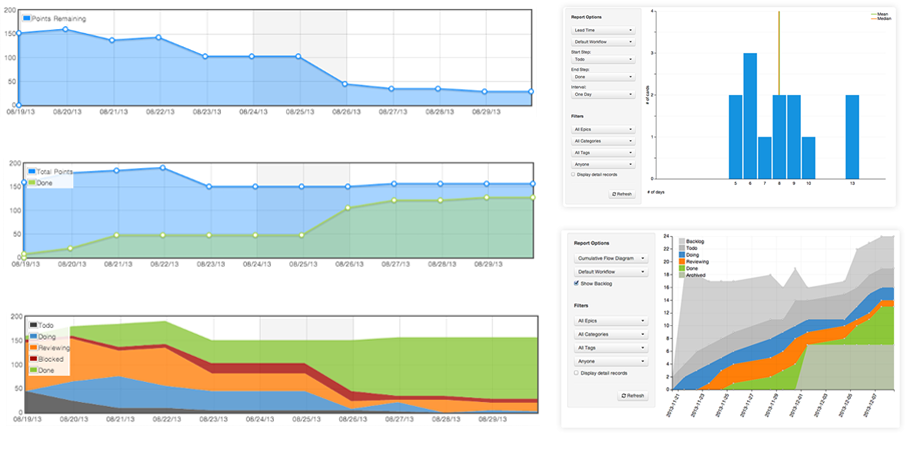 200
Points Remaining
150
100
50
0
08/19/13 08/20/13 08/21/13 08/22/13 08/23/13 08/24/13 08/25/13 08/26/13 08/27/13 08/28/13 08/29/13
200
Total Points
Done
150
100
50
0
08/19/13 08/20/13 08/21/13 08/22/13 08/23/13 08/24/13 08/25/13 08/26/13 08/27/13 08/28/13 08/29/13
200
Todo
Doing
150
Reviewing
Blocked
100
Done
50
0
08/19/13 08/20/13 08/21/13 08/22/13 08/23/13 08/24/13 08/25/13 08/26/13 08/27/13 08/28/13 08/29/13
Report Options
Lead Time
Default Workflow
Start Step:
Todo
End Step:
Done
Interval:
One Day
Filters
All Epics
All Categories
All Tags
Anyone
Display detail records
Refresh
Mean
Median
4
3
2
1
0
# of cards
5 6 7 8 9 10 13
# of days
Report Options
Cumulative Flow Diagram
Default Workflow
Show Backlog
Filters
All Epics
All Categories
All Tags
Anyone
Display detail records
Refresh
24
22
20
18
16
14
12
10
8
6
4
2
0
Backlog
Todo
Doing
Reviewing
Done
Archived
2013-11-21 2013-11-23 2013-11-25 2013-11-27 2013-11-29 2013-12-01 2013-12-03 2013-12-05 2013-12-07